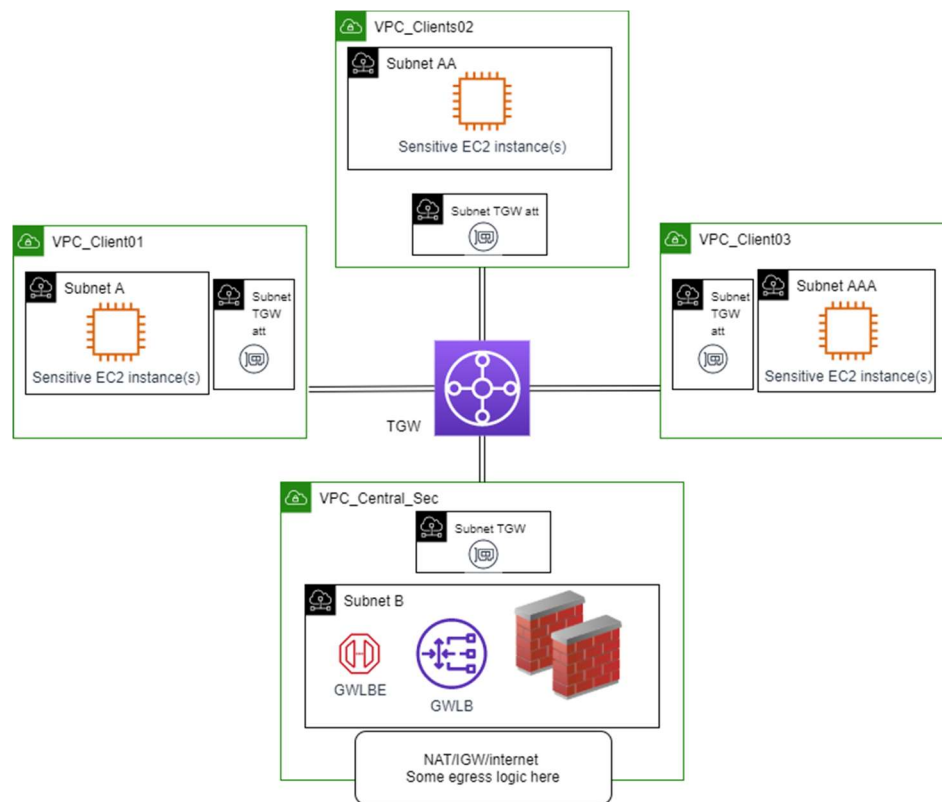 VPC_Clients02
Subnet AA
Sensitive EC2 instance(s)
Subnet TGW att
VPC_Client01
Subnet A
Sensitive EC2 instance(s)
Subnet
TGW
att
VPC_Client03
Subnet
TGW
att
Subnet AAA
Sensitive EC2 instance(s)
TGW
VPC_Central_Sec
Subnet TGW
Subnet B
GWLBE
GWLB
NAT/IGW/internet
Some egress logic here